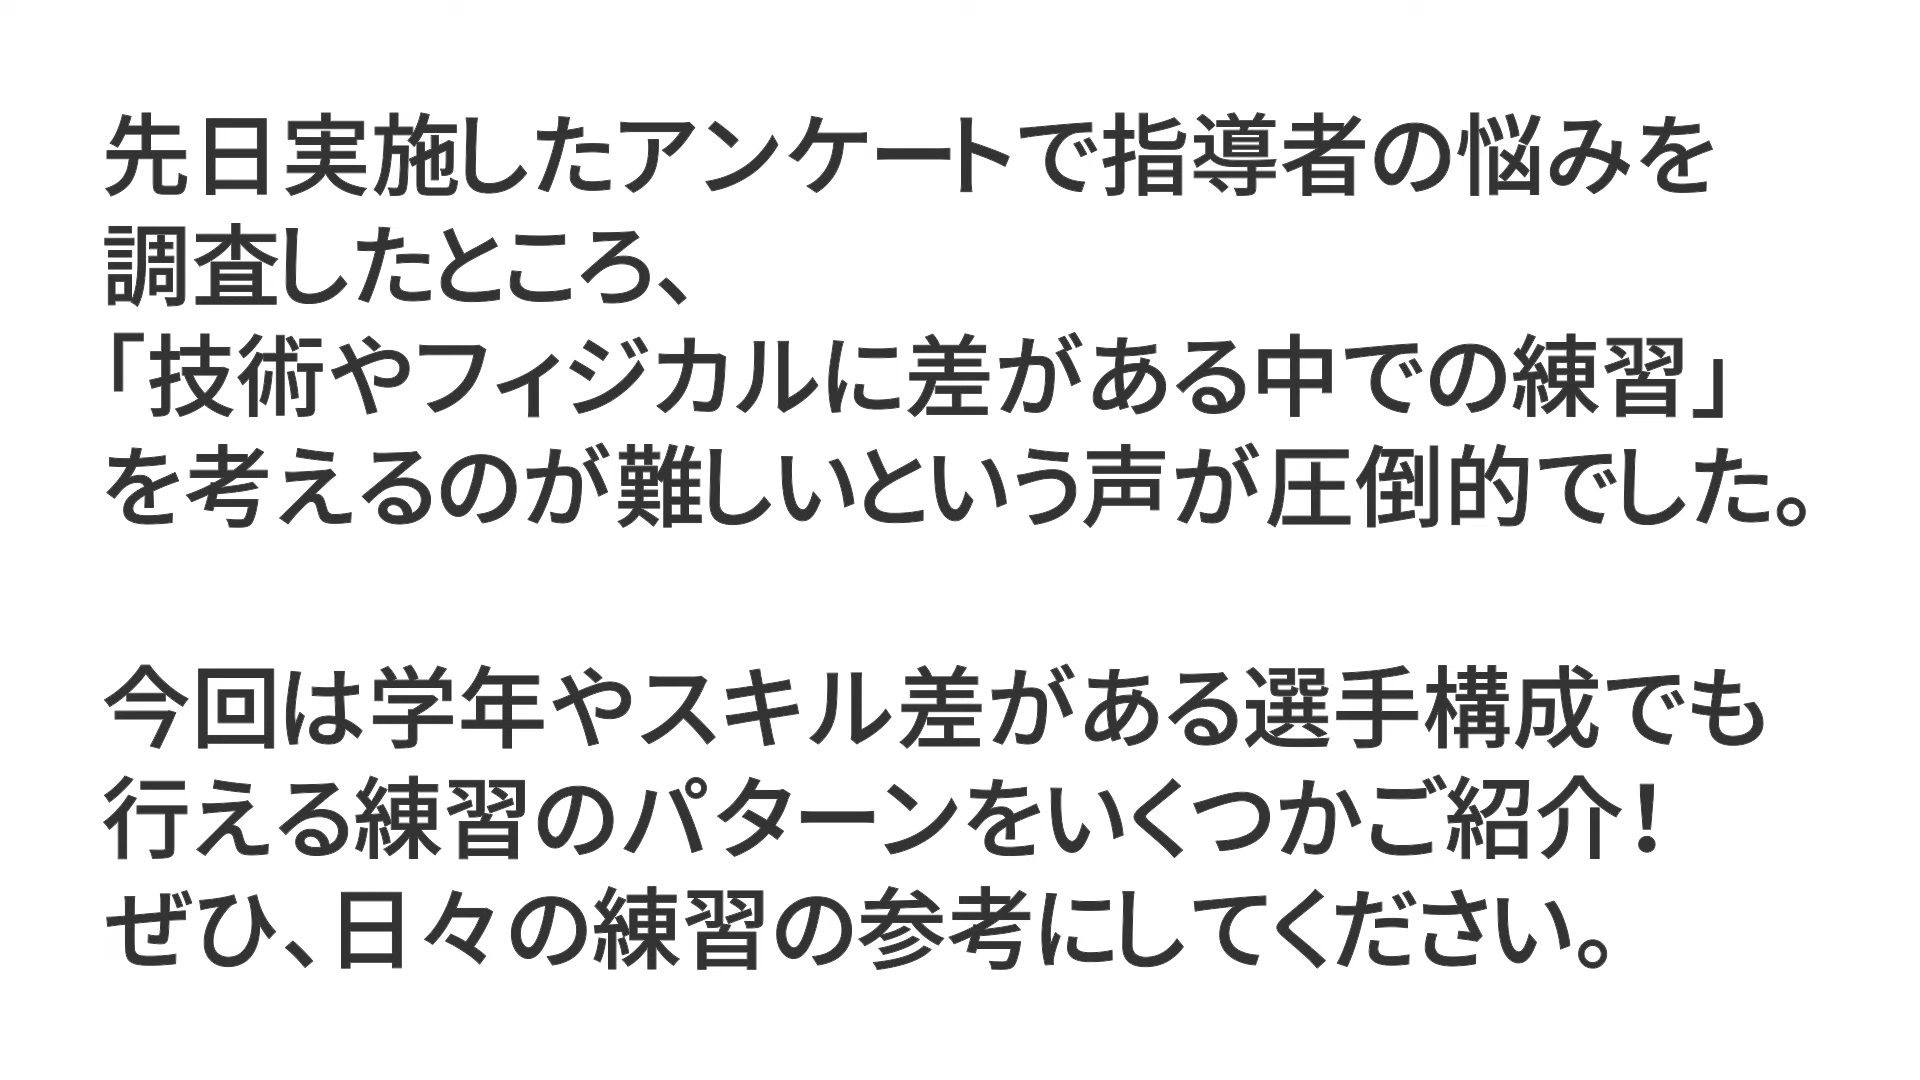 先日実施したアンケートで指導者の悩みを
調査したところ、
「技術やフィジカルに差がある中での練習」
を考えるのが難しいという声が圧倒的でした。
今回は学年やスキル差がある選手構成でも
行える練習のパターンをいくつかご紹介！
ぜひ、日々の練習の参考にしてください。